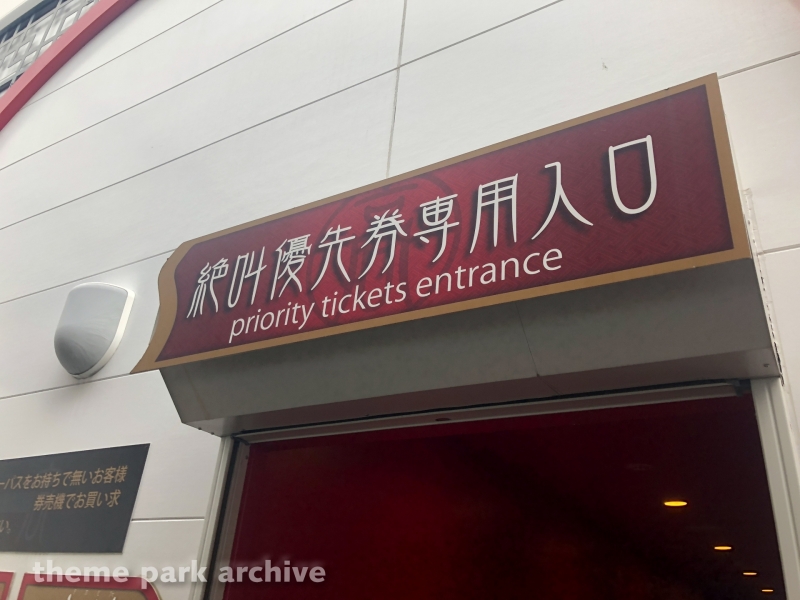 絶叫優先券専用入口
priority tickets entrance
ーパスをお持ちで無いお客様
券売機でお買い求
い。
theme park archive